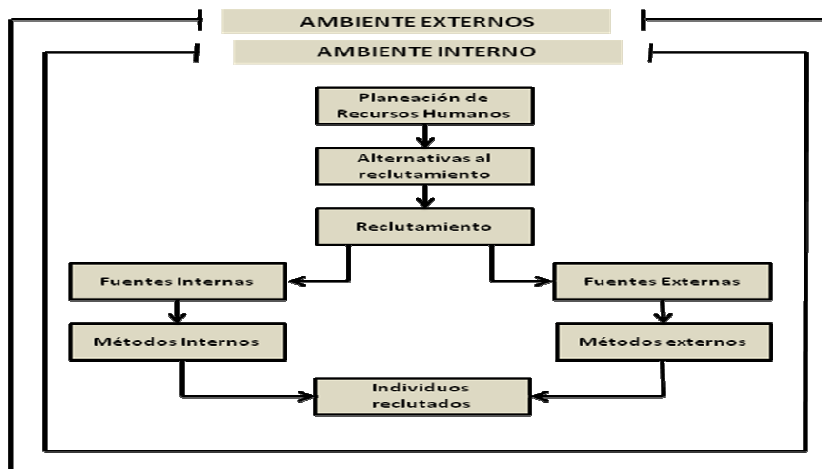 AMBIENTE EXTERNOS
AMBIENTE INTERNO
Planeación de
Recursos Humanos
Alternativas al
reclutamiento
Reclutamiento
Fuentes Internas
Fuentes Externas
Métodos Internos
Métodos externos
Individuos
reclutados